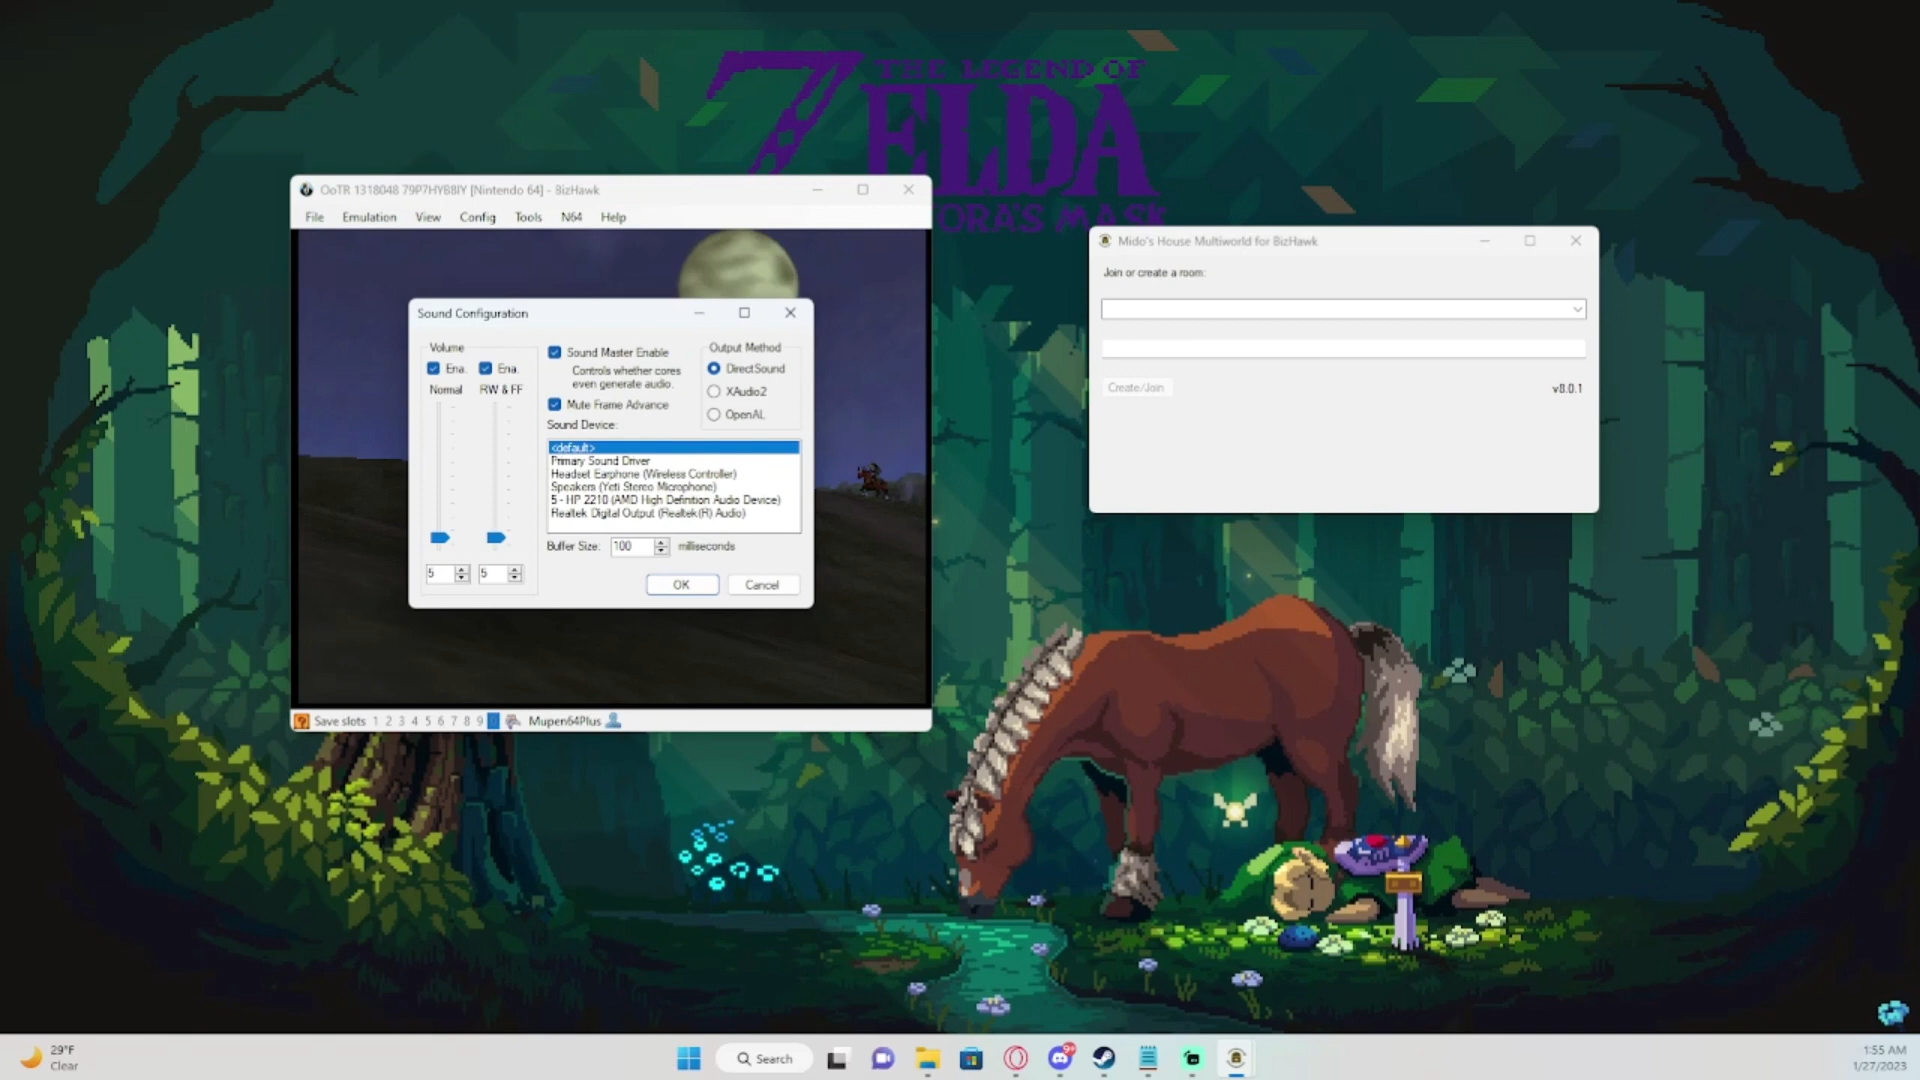 THE LEGEND OF
ZELDA
ORA'S MASK
OoTR 1318048 79P7HYB8IY [Nintendo 64] - BizHawk
File Emulation View Config Tools N64 Help
Sound Configuration
Volume
Ena. Ena.
Normal RW & FF
5 5
Sound Master Enable
Controls whether cores
even generate audio.
Mute Frame Advance
Output Method
DirectSound
XAudio2
OpenAL
Sound Device:
<default>
Primary Sound Driver
Headset Earphone (Wireless Controller)
Speakers (Yeti Stereo Microphone)
5 - HP 2210 (AMD High Definition Audio Device)
Realtek Digital Output (Realtek(R) Audio)
Buffer Size: 100 milliseconds
OK Cancel
Save slots 1 2 3 4 5 6 7 8 9 Mupen64Plus
Mido's House Multiworld for BizHawk
Join or create a room:
Create/Join
v8.0.1
29°F
Clear
Search
9+
1:55 AM
1/27/2023